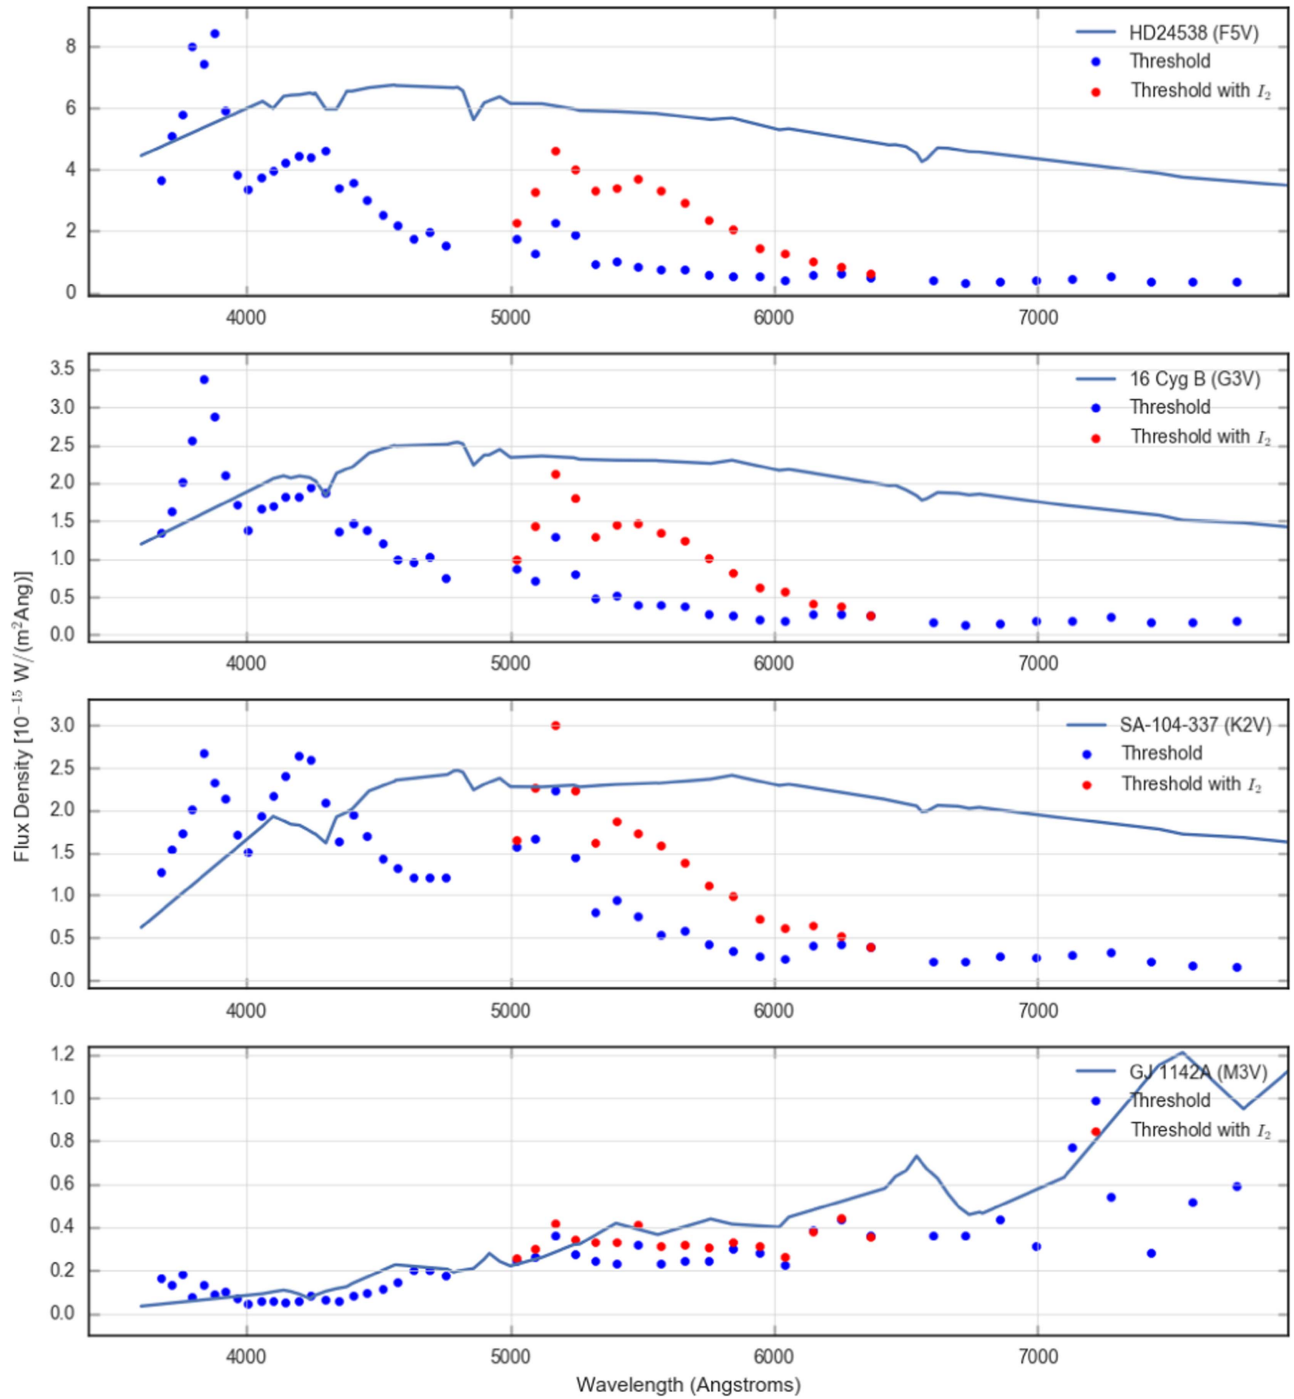 HD24538 (F5V)
Threshold
Threshold with I₂
8
6
4
2
0
4000 5000 6000 7000
16 Cyg B (G3V)
Threshold
Threshold with I₂
3.5
3.0
2.5
2.0
1.5
1.0
0.5
0.0
4000 5000 6000 7000
Flux Density [10⁻¹⁵ W/(m²Ang)]
SA-104-337 (K2V)
Threshold
Threshold with I₂
3.0
2.5
2.0
1.5
1.0
0.5
0.0
4000 5000 6000 7000
GJ 1142A (M3V)
Threshold
Threshold with I₂
1.2
1.0
0.8
0.6
0.4
0.2
0.0
4000 5000 6000 7000
Wavelength (Angstroms)